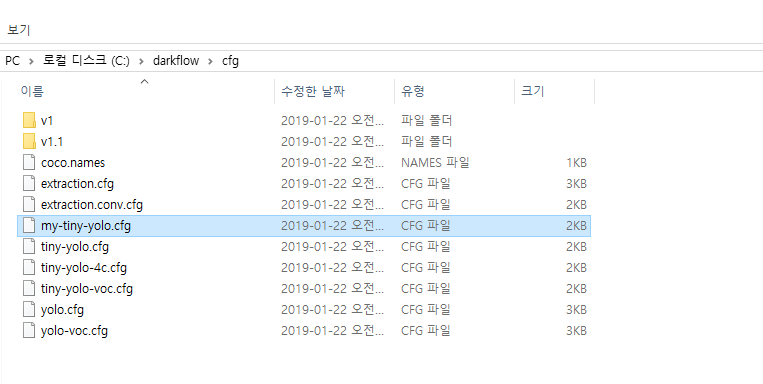 보기
PC > 로컬 디스크 (C:) > darkflow > cfg
이름 수정한 날짜 유형 크기
v1 2019-01-22 오전... 파일 폴더
v1.1 2019-01-22 오전... 파일 폴더
coco.names 2019-01-22 오전... NAMES 파일 1KB
extraction.cfg 2019-01-22 오전... CFG 파일 3KB
extraction.conv.cfg 2019-01-22 오전... CFG 파일 2KB
my-tiny-yolo.cfg 2019-01-22 오전... CFG 파일 2KB
tiny-yolo.cfg 2019-01-22 오전... CFG 파일 2KB
tiny-yolo-4c.cfg 2019-01-22 오전... CFG 파일 2KB
tiny-yolo-voc.cfg 2019-01-22 오전... CFG 파일 2KB
yolo.cfg 2019-01-22 오전... CFG 파일 3KB
yolo-voc.cfg 2019-01-22 오전... CFG 파일 3KB